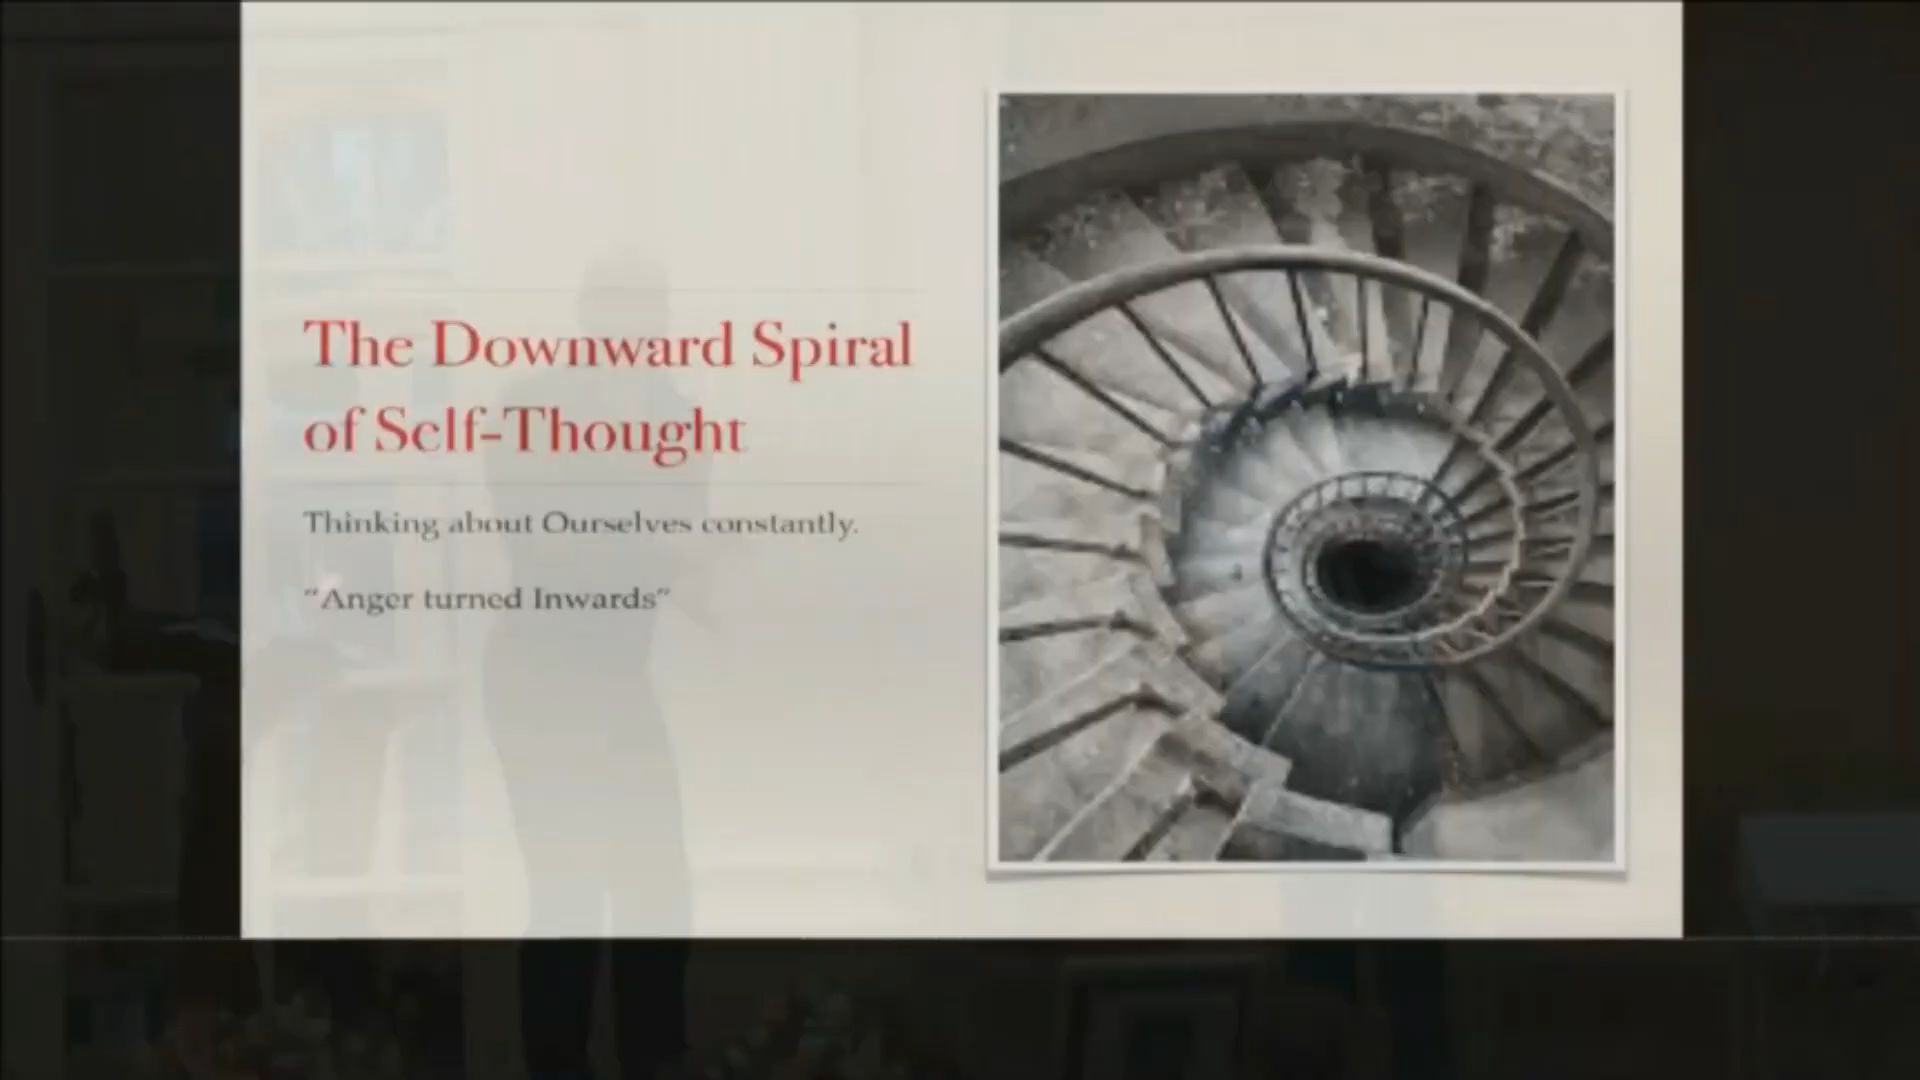 The Downward Spiral
of Self-Thought
Thinking about Ourselves constantly.
“Anger turned Inwards”